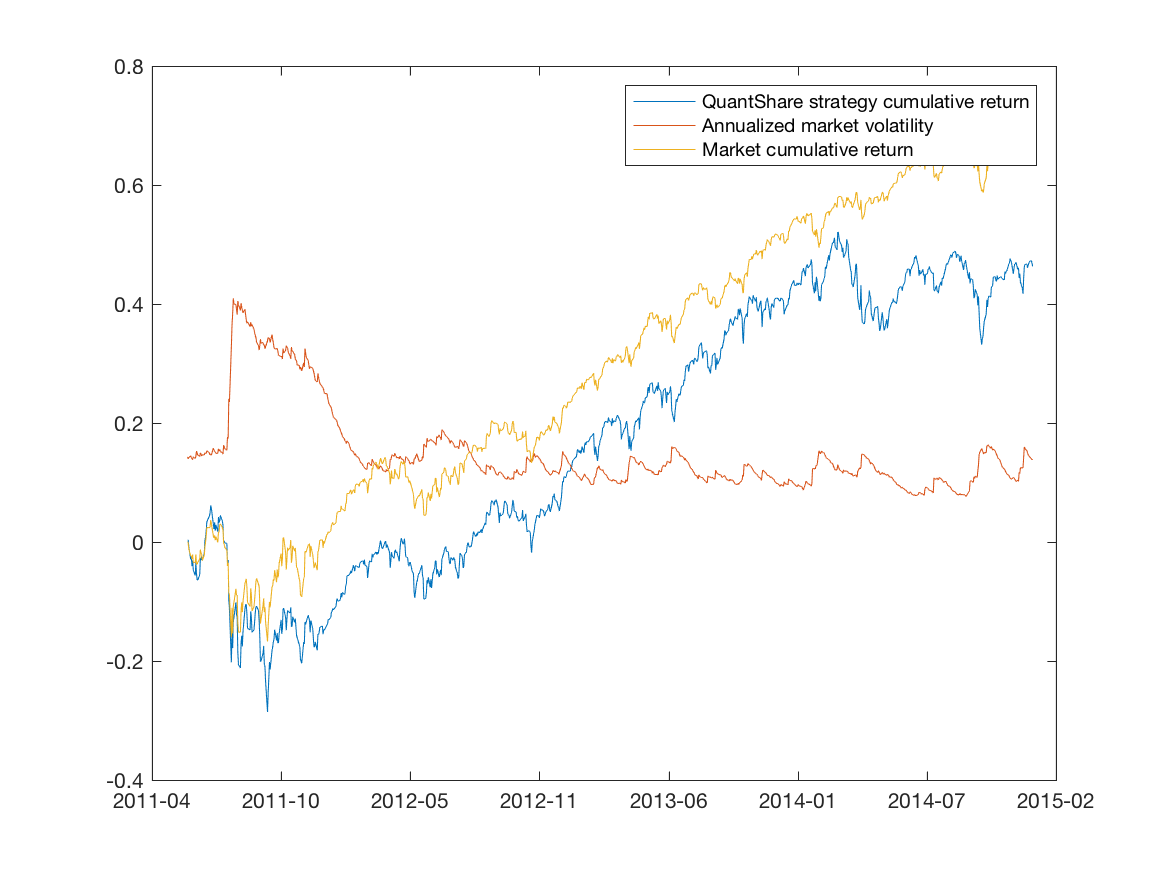 0.8
QuantShare strategy cumulative return
Annualized market volatility
Market cumulative return
0.6
0.4
0.2
0
-0.2
-0.4
2011-04 2011-10 2012-05 2012-11 2013-06 2014-01 2014-07 2015-02